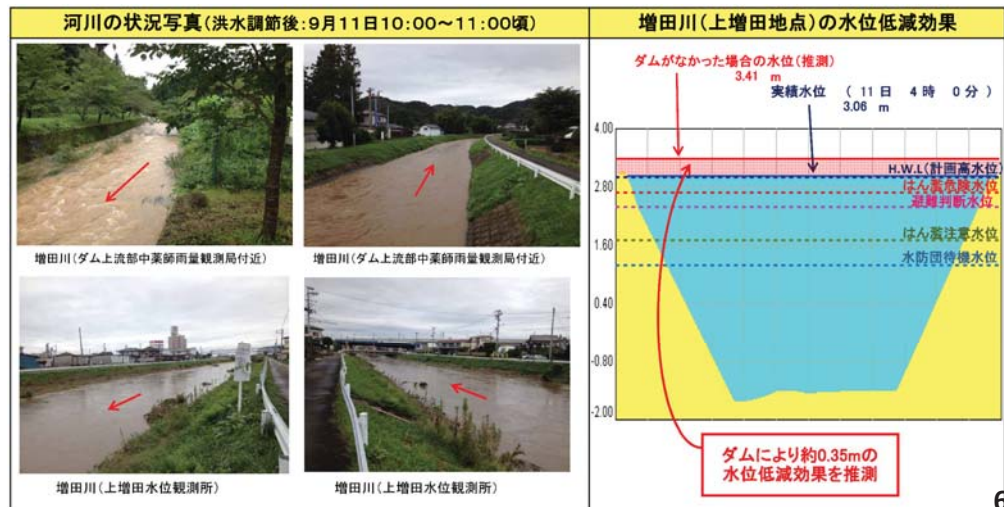 河川の状況写真(洪水調節後:9月11日10:00～11:00頃)
増田川(ダム上流部中薬師雨量観測局付近)
増田川(ダム上流部中薬師雨量観測局付近)
増田川(上増田水位観測所)
増田川(上増田水位観測所)
増田川(上増田地点)の水位低減効果
ダムがなかった場合の水位(推測)
3.41 m
実績水位 (11日 4時 0分)
3.06 m
4.00
H.W.L(計画高水位)
2.80
はん濫危険水位
避難判断水位
1.60
はん濫注意水位
水防団待機水位
0.40
-0.80
-2.00
ダムにより約0.35mの
水位低減効果を推測
6